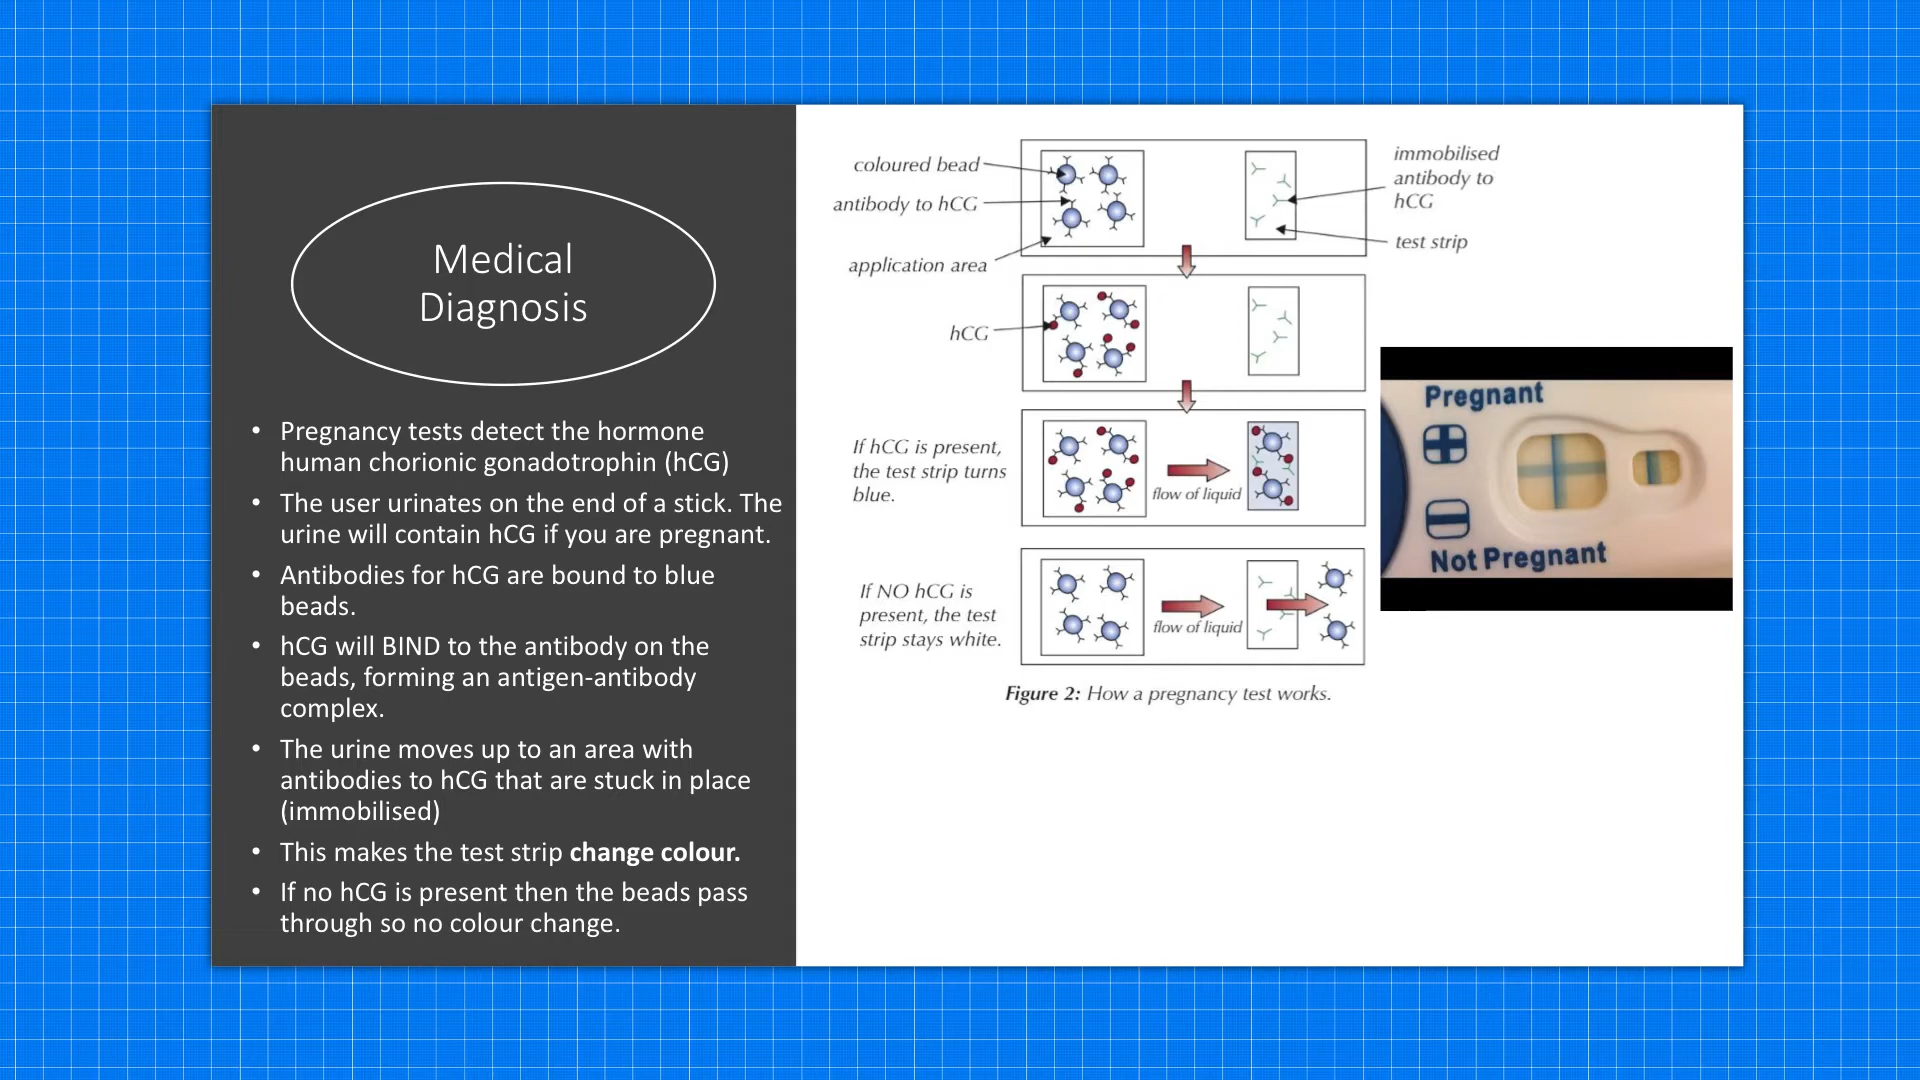 Medical
Diagnosis
• Pregnancy tests detect the hormone
human chorionic gonadotrophin (hCG)
• The user urinates on the end of a stick. The
urine will contain hCG if you are pregnant.
• Antibodies for hCG are bound to blue
beads.
• hCG will BIND to the antibody on the
beads, forming an antigen-antibody
complex.
• The urine moves up to an area with
antibodies to hCG that are stuck in place
(immobilised)
• This makes the test strip change colour.
• If no hCG is present then the beads pass
through so no colour change.
coloured bead
antibody to hCG
application area
immobilised
antibody to
hCG
test strip
hCG
If hCG is present,
the test strip turns
blue.
flow of liquid
If NO hCG is
present, the test
strip stays white.
flow of liquid
Figure 2: How a pregnancy test works.
Pregnant
Not Pregnant